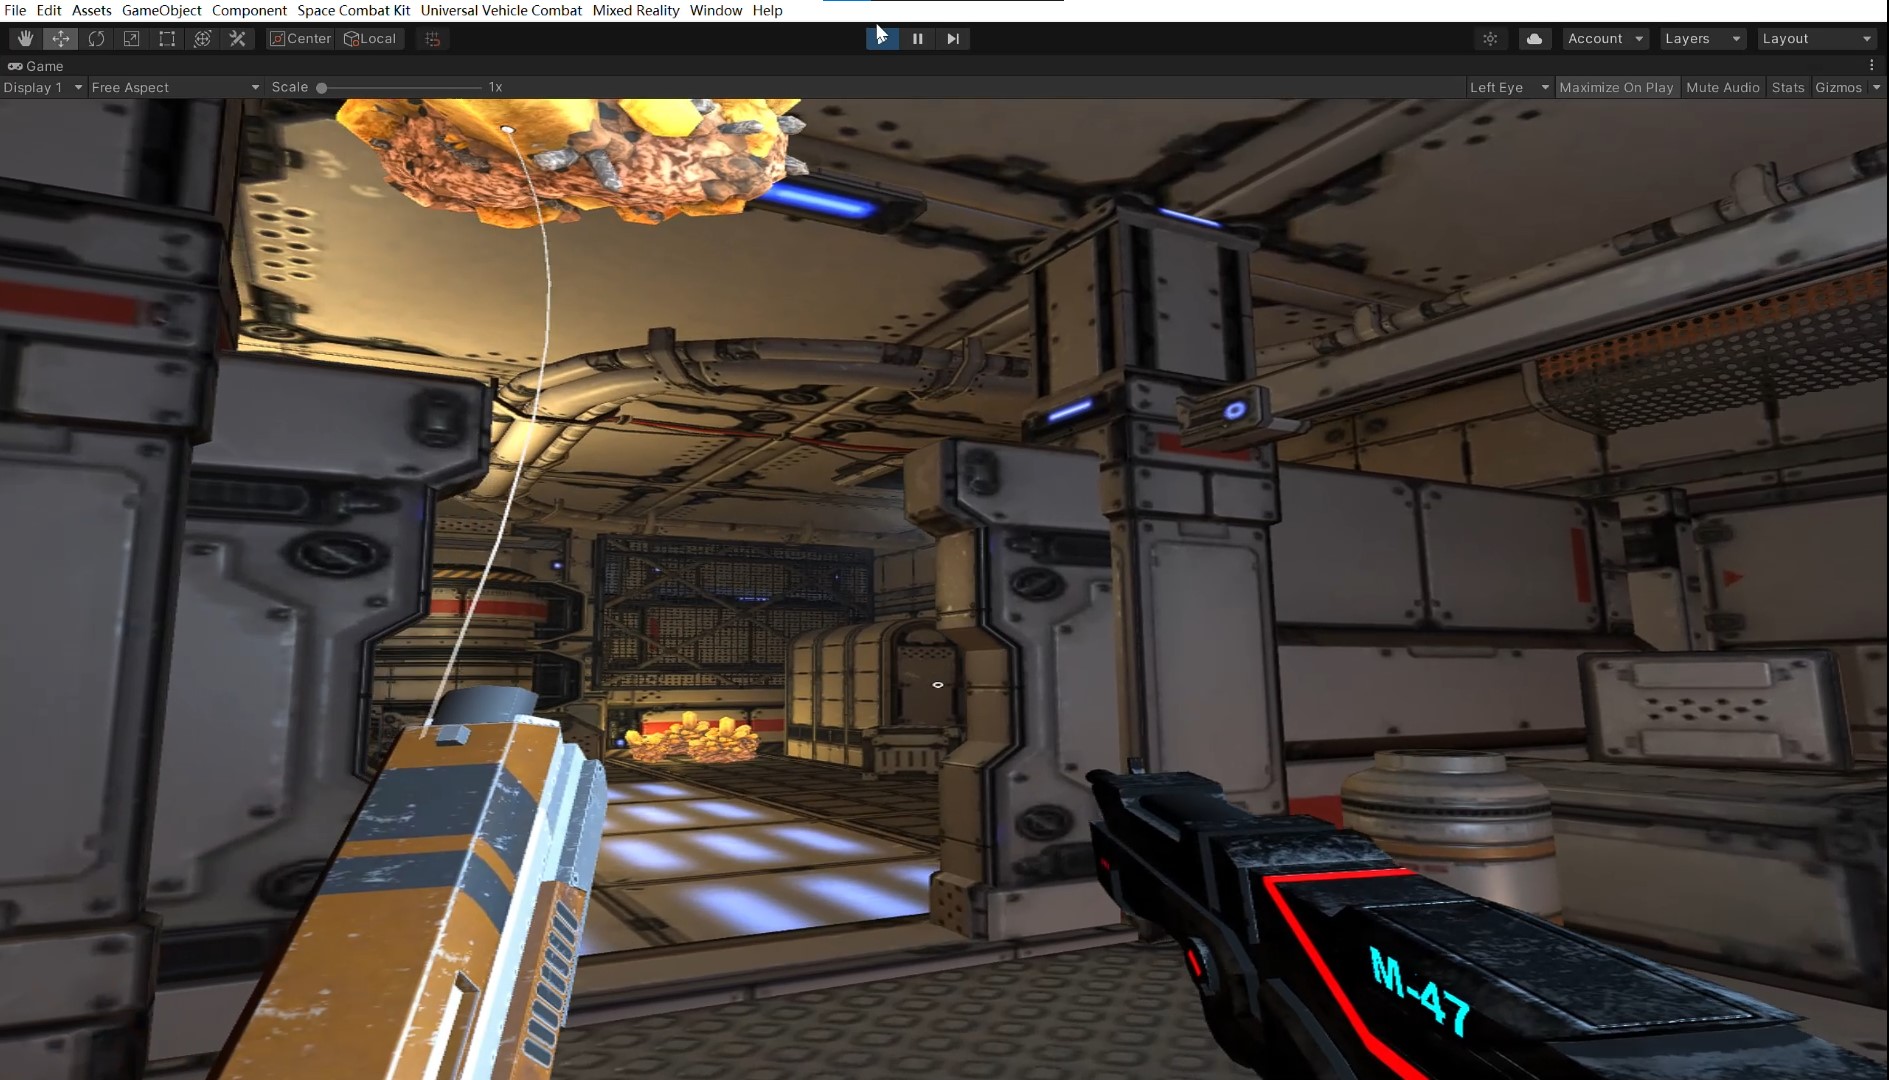 File Edit Assets GameObject Component Space Combat Kit Universal Vehicle Combat Mixed Reality Window Help
Center Local Account Layers Layout
Game
Display 1 Free Aspect Scale 1x Left Eye Maximize On Play Mute Audio Stats Gizmos
M-47